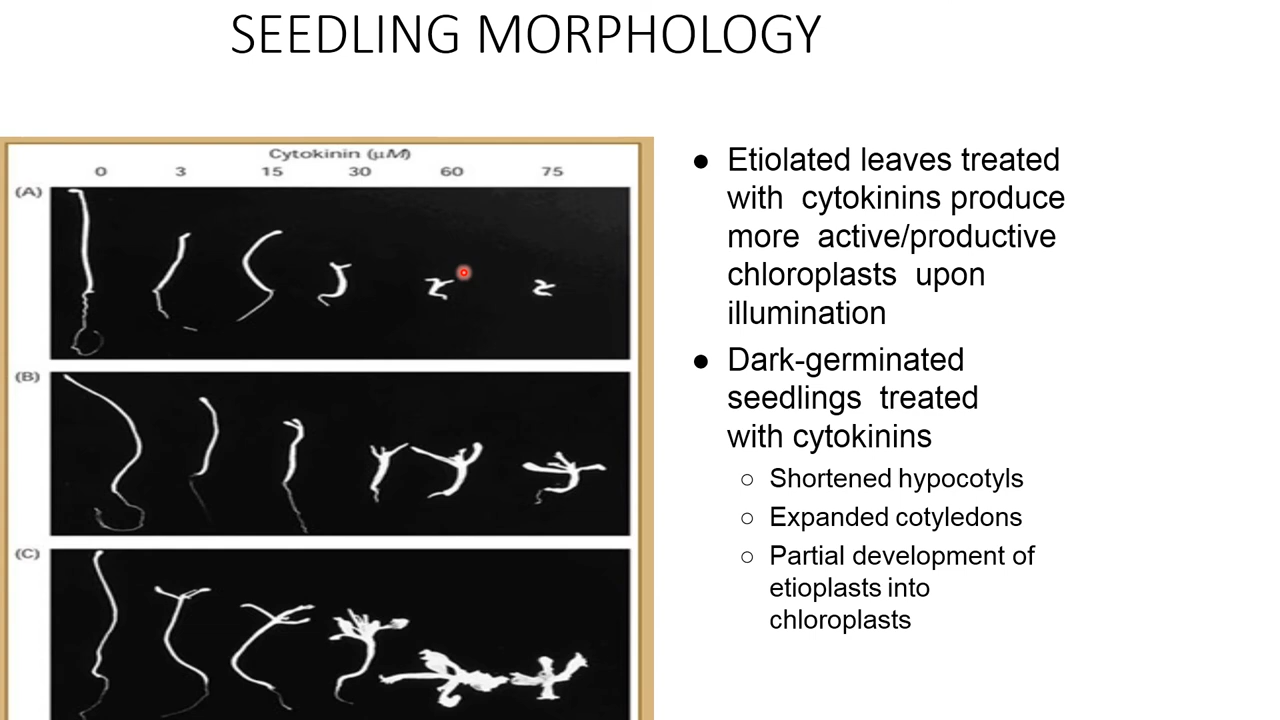 SEEDLING MORPHOLOGY
Cytokinin (μM)
0 3 15 30 60 75
(A)
(B)
(C)
● Etiolated leaves treated
with cytokinins produce
more active/productive
chloroplasts upon
illumination
● Dark-germinated
seedlings treated
with cytokinins
○ Shortened hypocotyls
○ Expanded cotyledons
○ Partial development of
etioplasts into
chloroplasts